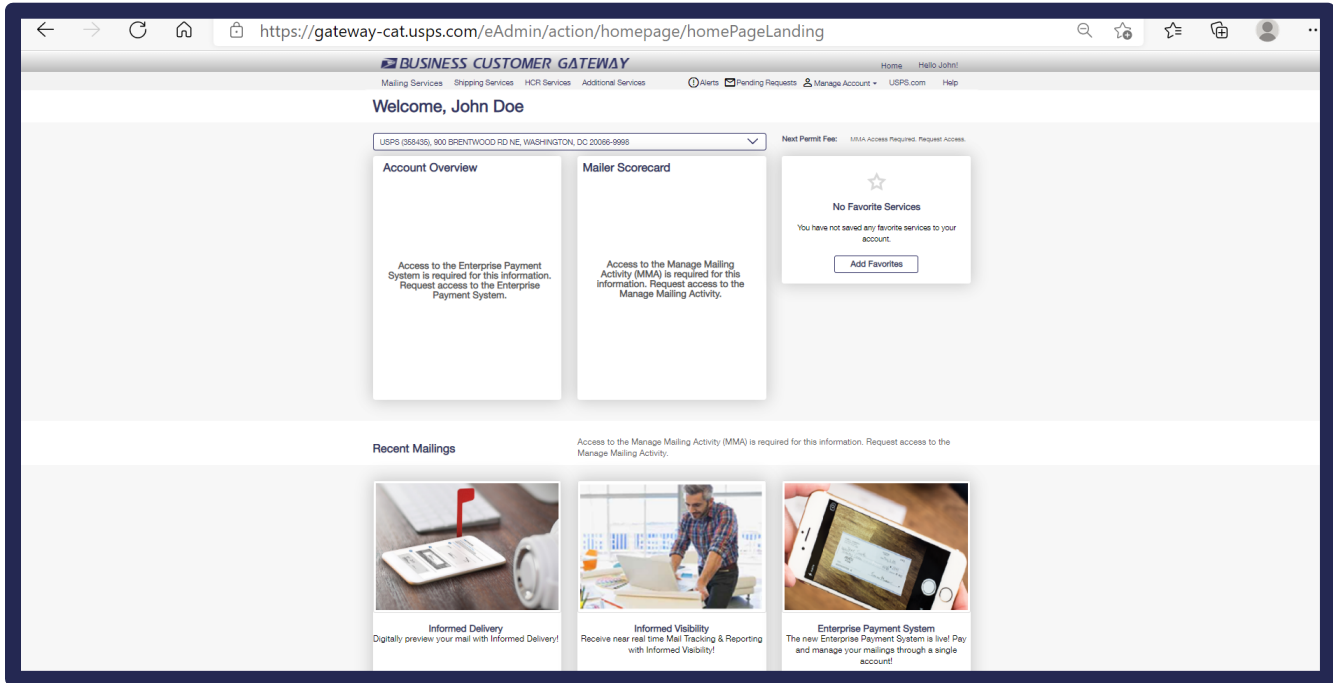 https://gateway-cat.usps.com/eAdmin/action/homepage/homePageLanding
BUSINESS CUSTOMER GATEWAY
Home Hello John!
Mailing Services Shipping Services HCR Services Additional Services Alerts Pending Requests Manage Account USPS.com Help
Welcome, John Doe
USPS (358435), 900 BRENTWOOD RD NE, WASHINGTON, DC 20066-9998
Next Permit Fee: MMA Access Required. Request Access.
Account Overview
Access to the Enterprise Payment
System is required for this information.
Request access to the Enterprise
Payment System.
Mailer Scorecard
Access to the Manage Mailing
Activity (MMA) is required for this
information. Request access to the
Manage Mailing Activity.
No Favorite Services
You have not saved any favorite services to your
account.
Add Favorites
Recent Mailings
Access to the Manage Mailing Activity (MMA) is required for this information. Request access to the
Manage Mailing Activity.
Informed Delivery
Digitally preview your mail with Informed Delivery!
Informed Visibility
Receive near real time Mail Tracking & Reporting
with Informed Visibility!
Enterprise Payment System
The new Enterprise Payment System is live! Pay
and manage your mailings through a single
account!